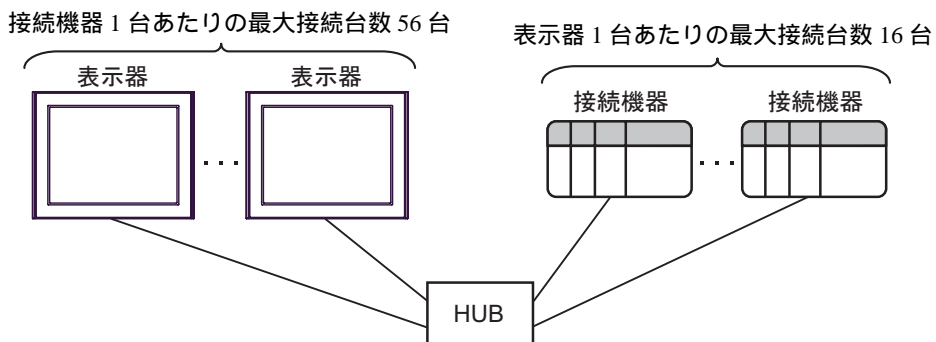 接続機器 1 台あたりの最大接続台数 56 台
表示器 1 台あたりの最大接続台数 16 台
表示器
表示器
接続機器
接続機器
HUB